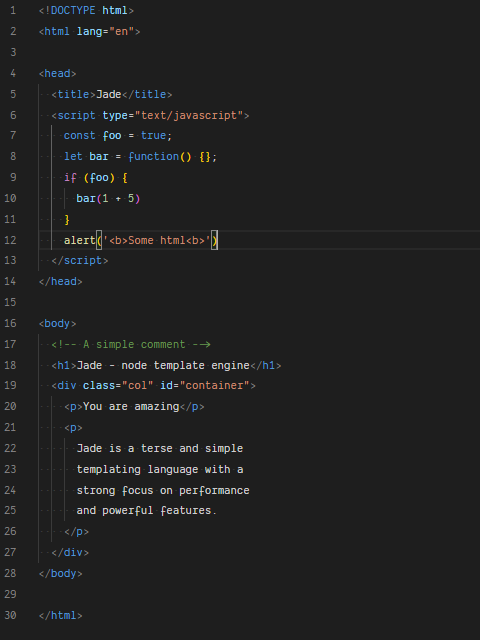 1 <!DOCTYPE html>
2 <html lang="en">
3
4 <head>
5 <title>Jade</title>
6 <script type="text/javascript">
7 const foo = true;
8 let bar = function() {};
9 if (foo) {
10 bar(1 + 5)
11 }
12 alert('<b>Some html<b>')
13 </script>
14 </head>
15
16 <body>
17 <!-- A simple comment -->
18 <h1>Jade - node template engine</h1>
19 <div class="col" id="container">
20 <p>You are amazing</p>
21 <p>
22 Jade is a terse and simple
23 templating language with a
24 strong focus on performance
25 and powerful features.
26 </p>
27 </div>
28 </body>
29
30 </html>